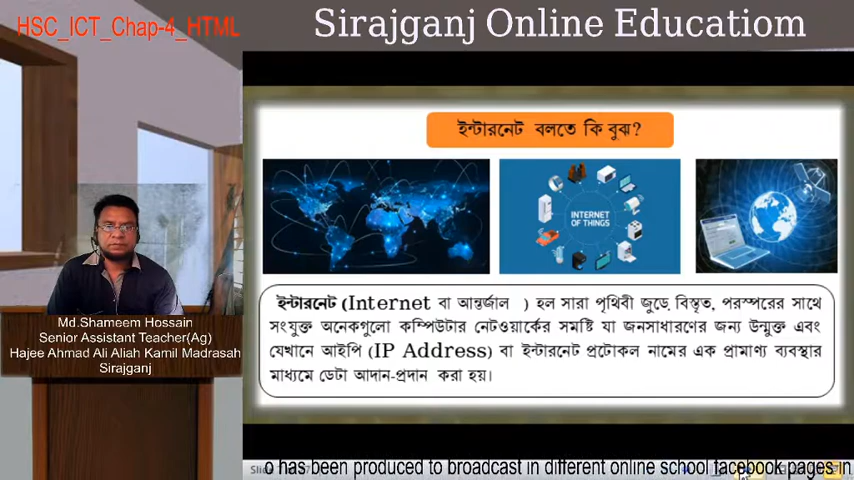 HSC_ICT_Chap-4_HTML
Sirajganj Online Educatiom
ইন্টারনেট বলতে কি বুঝ?
INTERNET
OF THINGS
ইন্টারনেট (Internet বা আন্তর্জাল ) হল সারা পৃথিবী জুড়ে, বিস্তৃত, পরস্পরের সাথে
সংযুক্ত অনেকগুলো কম্পিউটার নেটওয়ার্কের সমষ্টি যা জনসাধারণের জন্য উন্মুক্ত এবং
যেখানে আইপি (IP Address) বা ইন্টারনেট প্রটোকল নামের এক প্রামাণ্য ব্যবস্থার
মাধ্যমে ডেটা আদান-প্রদান করা হয়।
Md.Shameem Hossain
Senior Assistant Teacher(Ag)
Hajee Ahmad Ali Aliah Kamil Madrasah
Sirajganj
o has been produced to broadcast in different online school facebook pages in